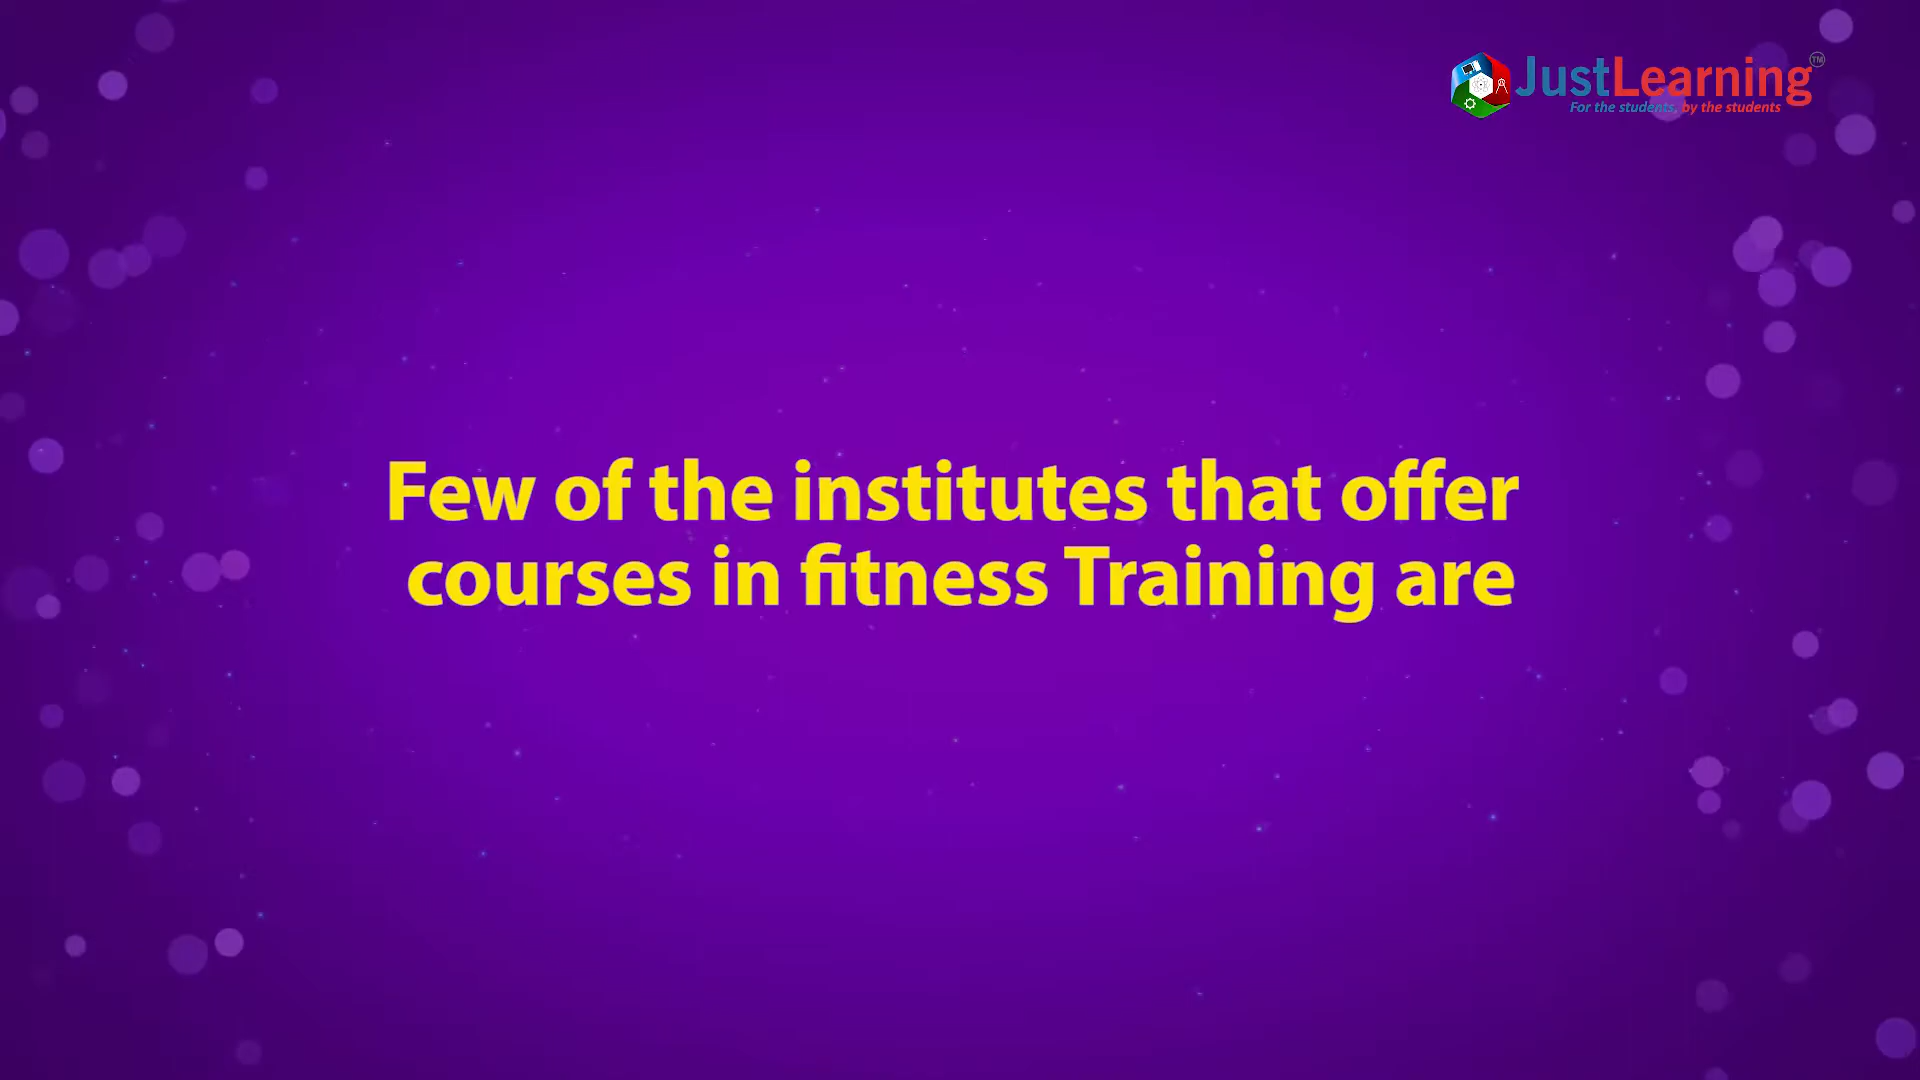 JustLearning™
For the students, by the students
Few of the institutes that offer
courses in fitness Training are